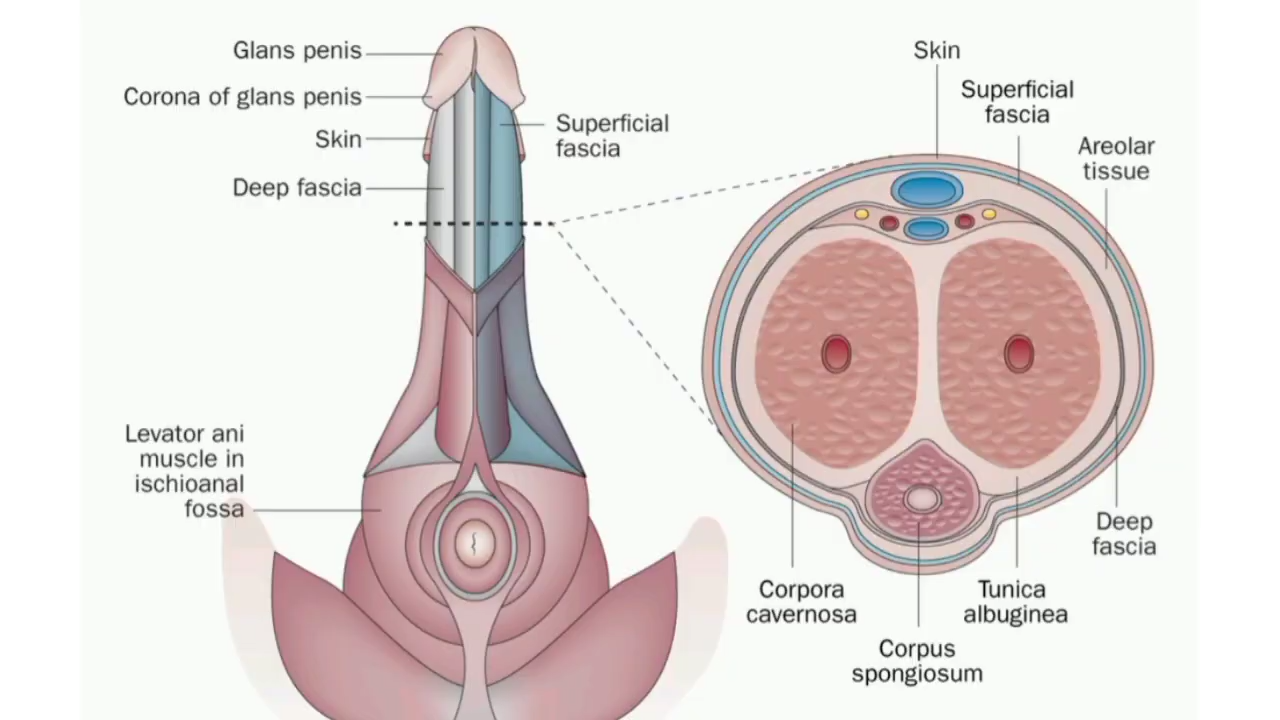 Glans penis
Corona of glans penis
Skin
Deep fascia
Superficial
fascia
Levator ani
muscle in
ischioanal
fossa
Skin
Superficial
fascia
Areolar
tissue
Deep
fascia
Corpora
cavernosa
Tunica
albuginea
Corpus
spongiosum